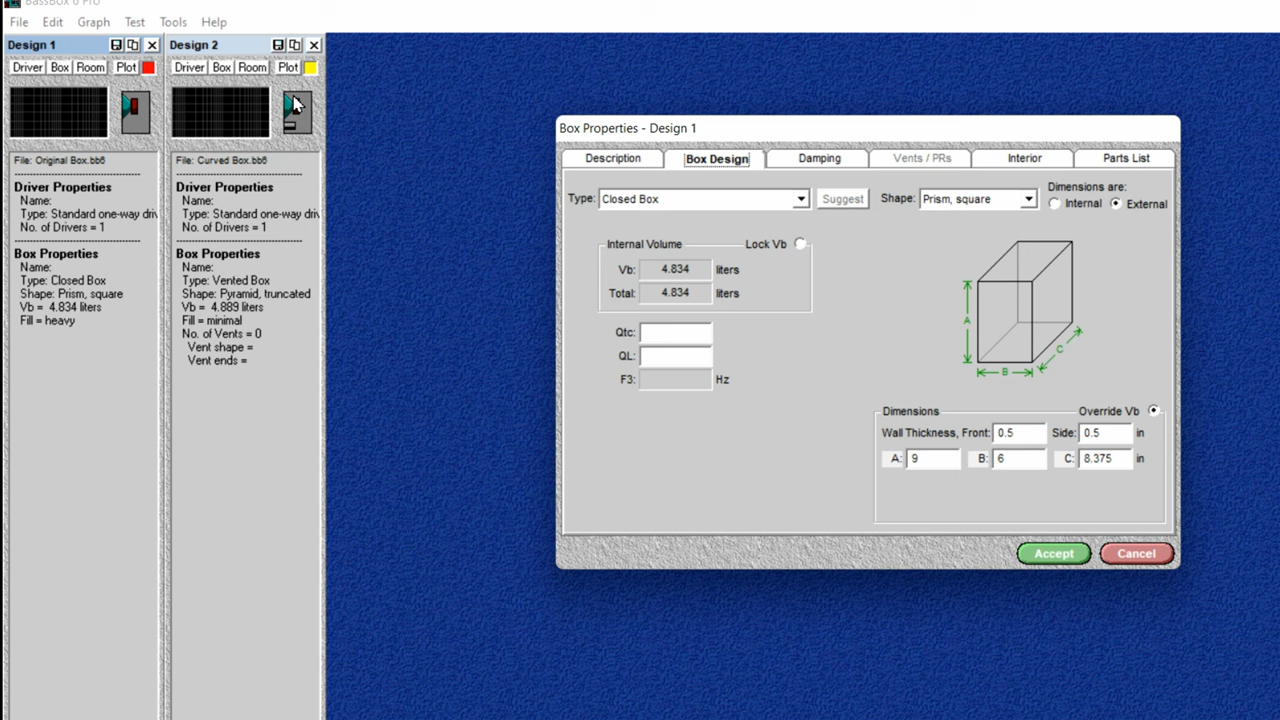 BassBox 6 Pro
File Edit Graph Test Tools Help
Design 1
Driver Box Room Plot
File: Original Box.bb6
Driver Properties
Name:
Type: Standard one-way driv
No. of Drivers = 1
Box Properties
Name:
Type: Closed Box
Shape: Prism, square
Vb = 4.834 liters
Fill = heavy
Design 2
Driver Box Room Plot
File: Curved Box.bb6
Driver Properties
Name:
Type: Standard one-way driv
No. of Drivers = 1
Box Properties
Name:
Type: Vented Box
Shape: Pyramid, truncated
Vb = 4.889 liters
Fill = minimal
No. of Vents = 0
Vent shape =
Vent ends =
Box Properties - Design 1
Description Box Design Damping Vents / PRs Interior Parts List
Type: Closed Box Suggest Shape: Prism, square Dimensions are:
Internal External
Internal Volume Lock Vb
Vb: 4.834 liters
Total: 4.834 liters
Qtc:
QL:
F3: Hz
A
B
C
Dimensions Override Vb
Wall Thickness, Front: 0.5 Side: 0.5 in
A: 9 B: 6 C: 8.375 in
Accept Cancel